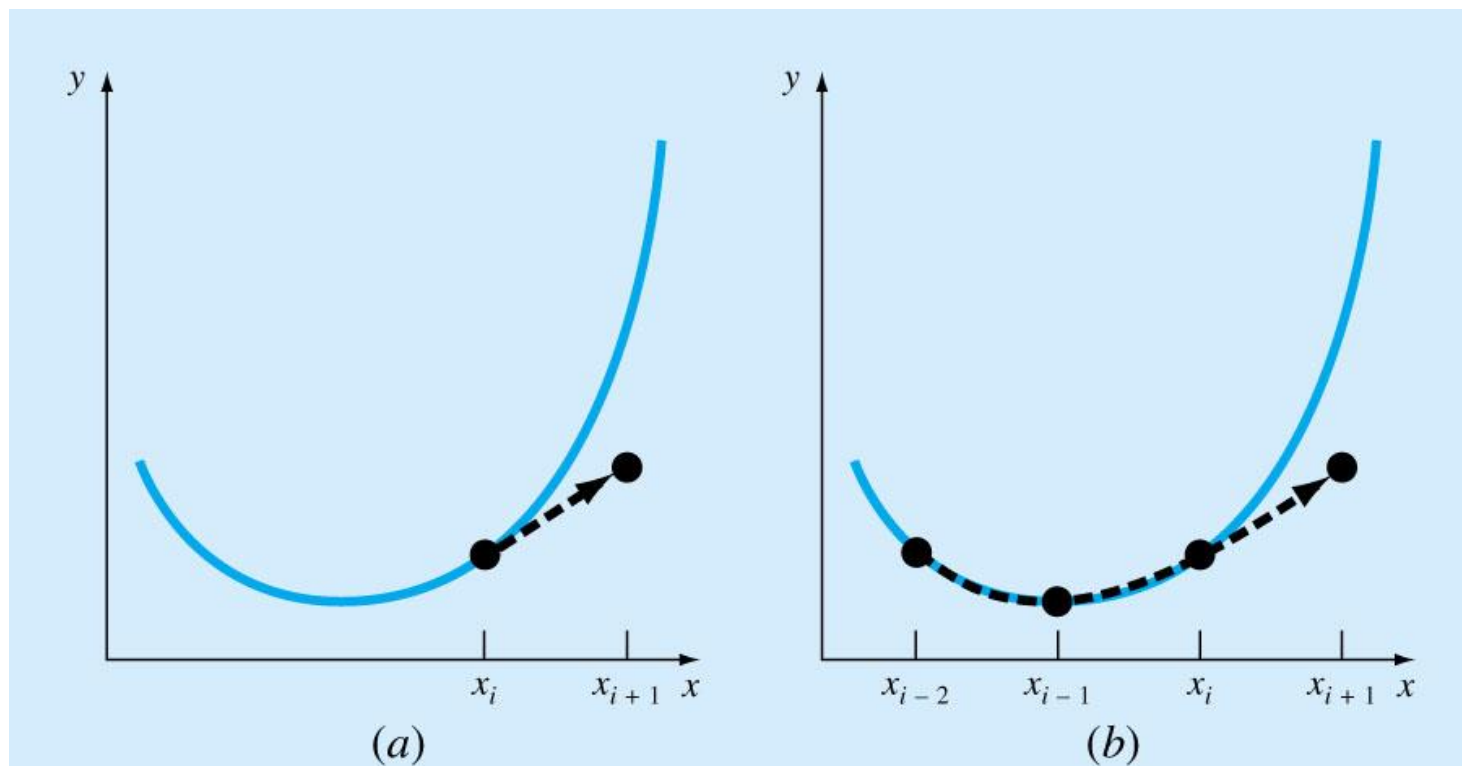 y
y
x_i
x_{i + 1}
x
x_{i – 2}
x_{i – 1}
x_i
x_{i + 1}
x
(a)
(b)